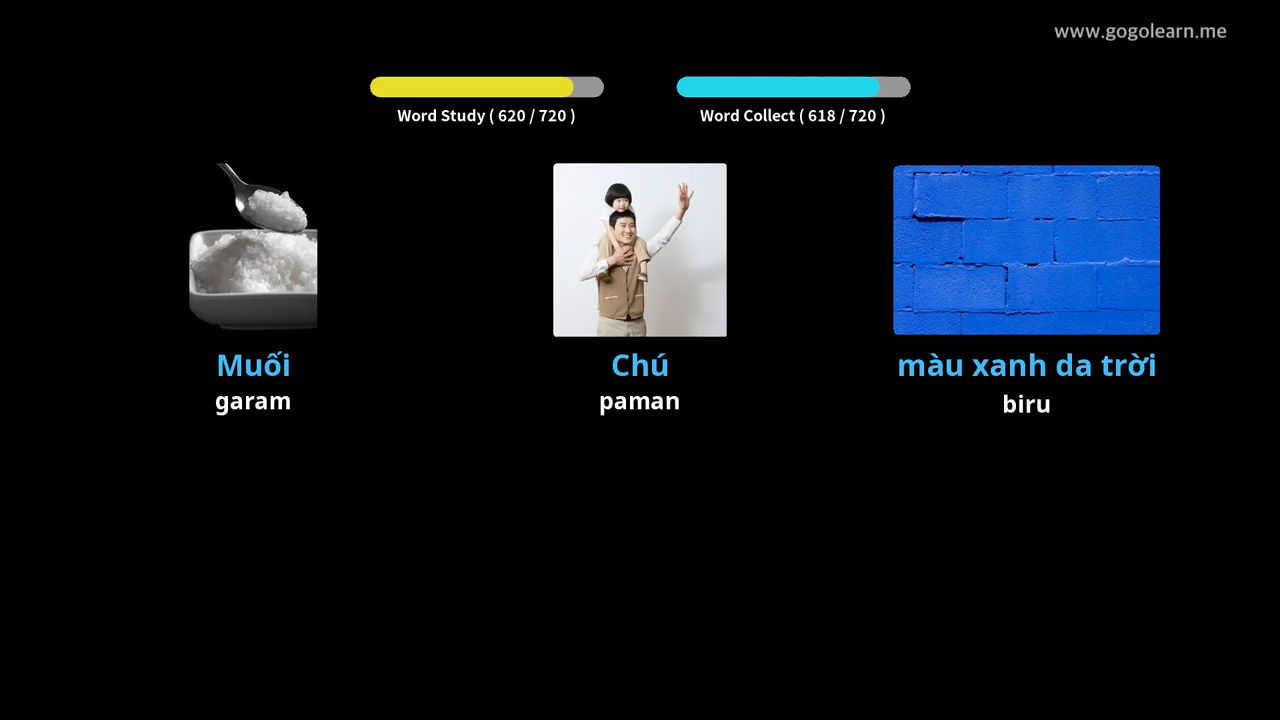 www.gogolearn.me
Word Study ( 620 / 720 )
Word Collect ( 618 / 720 )
Muối
garam
Chú
paman
màu xanh da trời
biru